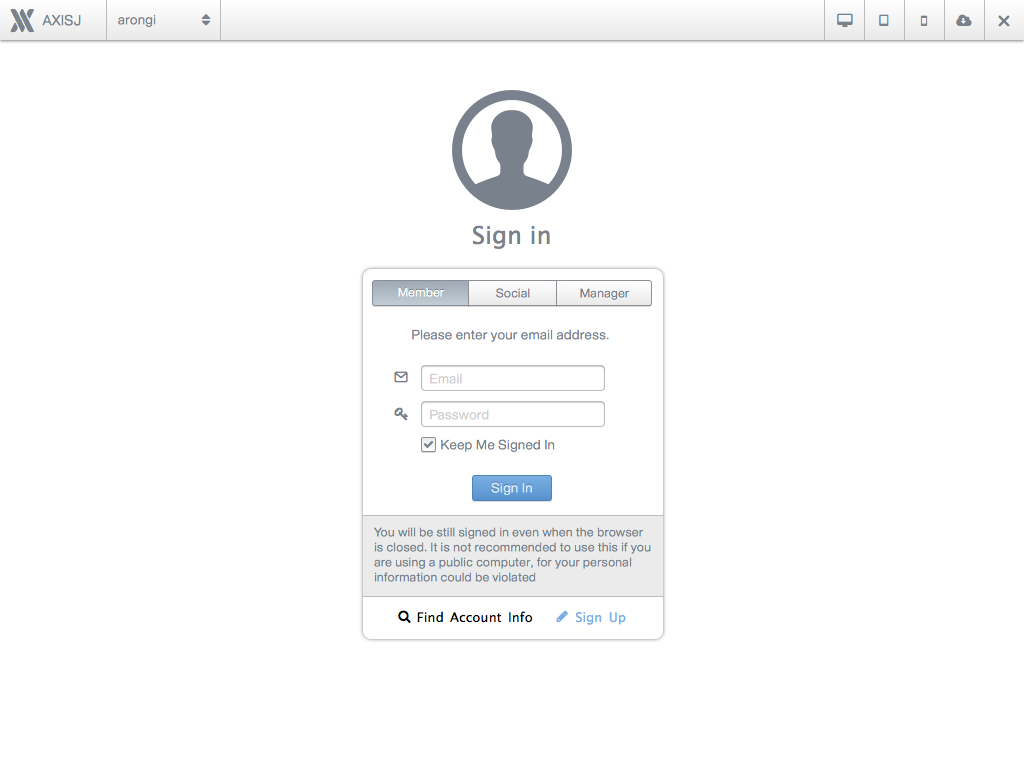 AXISJ
arongi
Sign in
Member Social Manager
Please enter your email address.
Email
Password
Keep Me Signed In
Sign In
You will be still signed in even when the browser
is closed. It is not recommended to use this if you
are using a public computer, for your personal
information could be violated
Find Account Info Sign Up